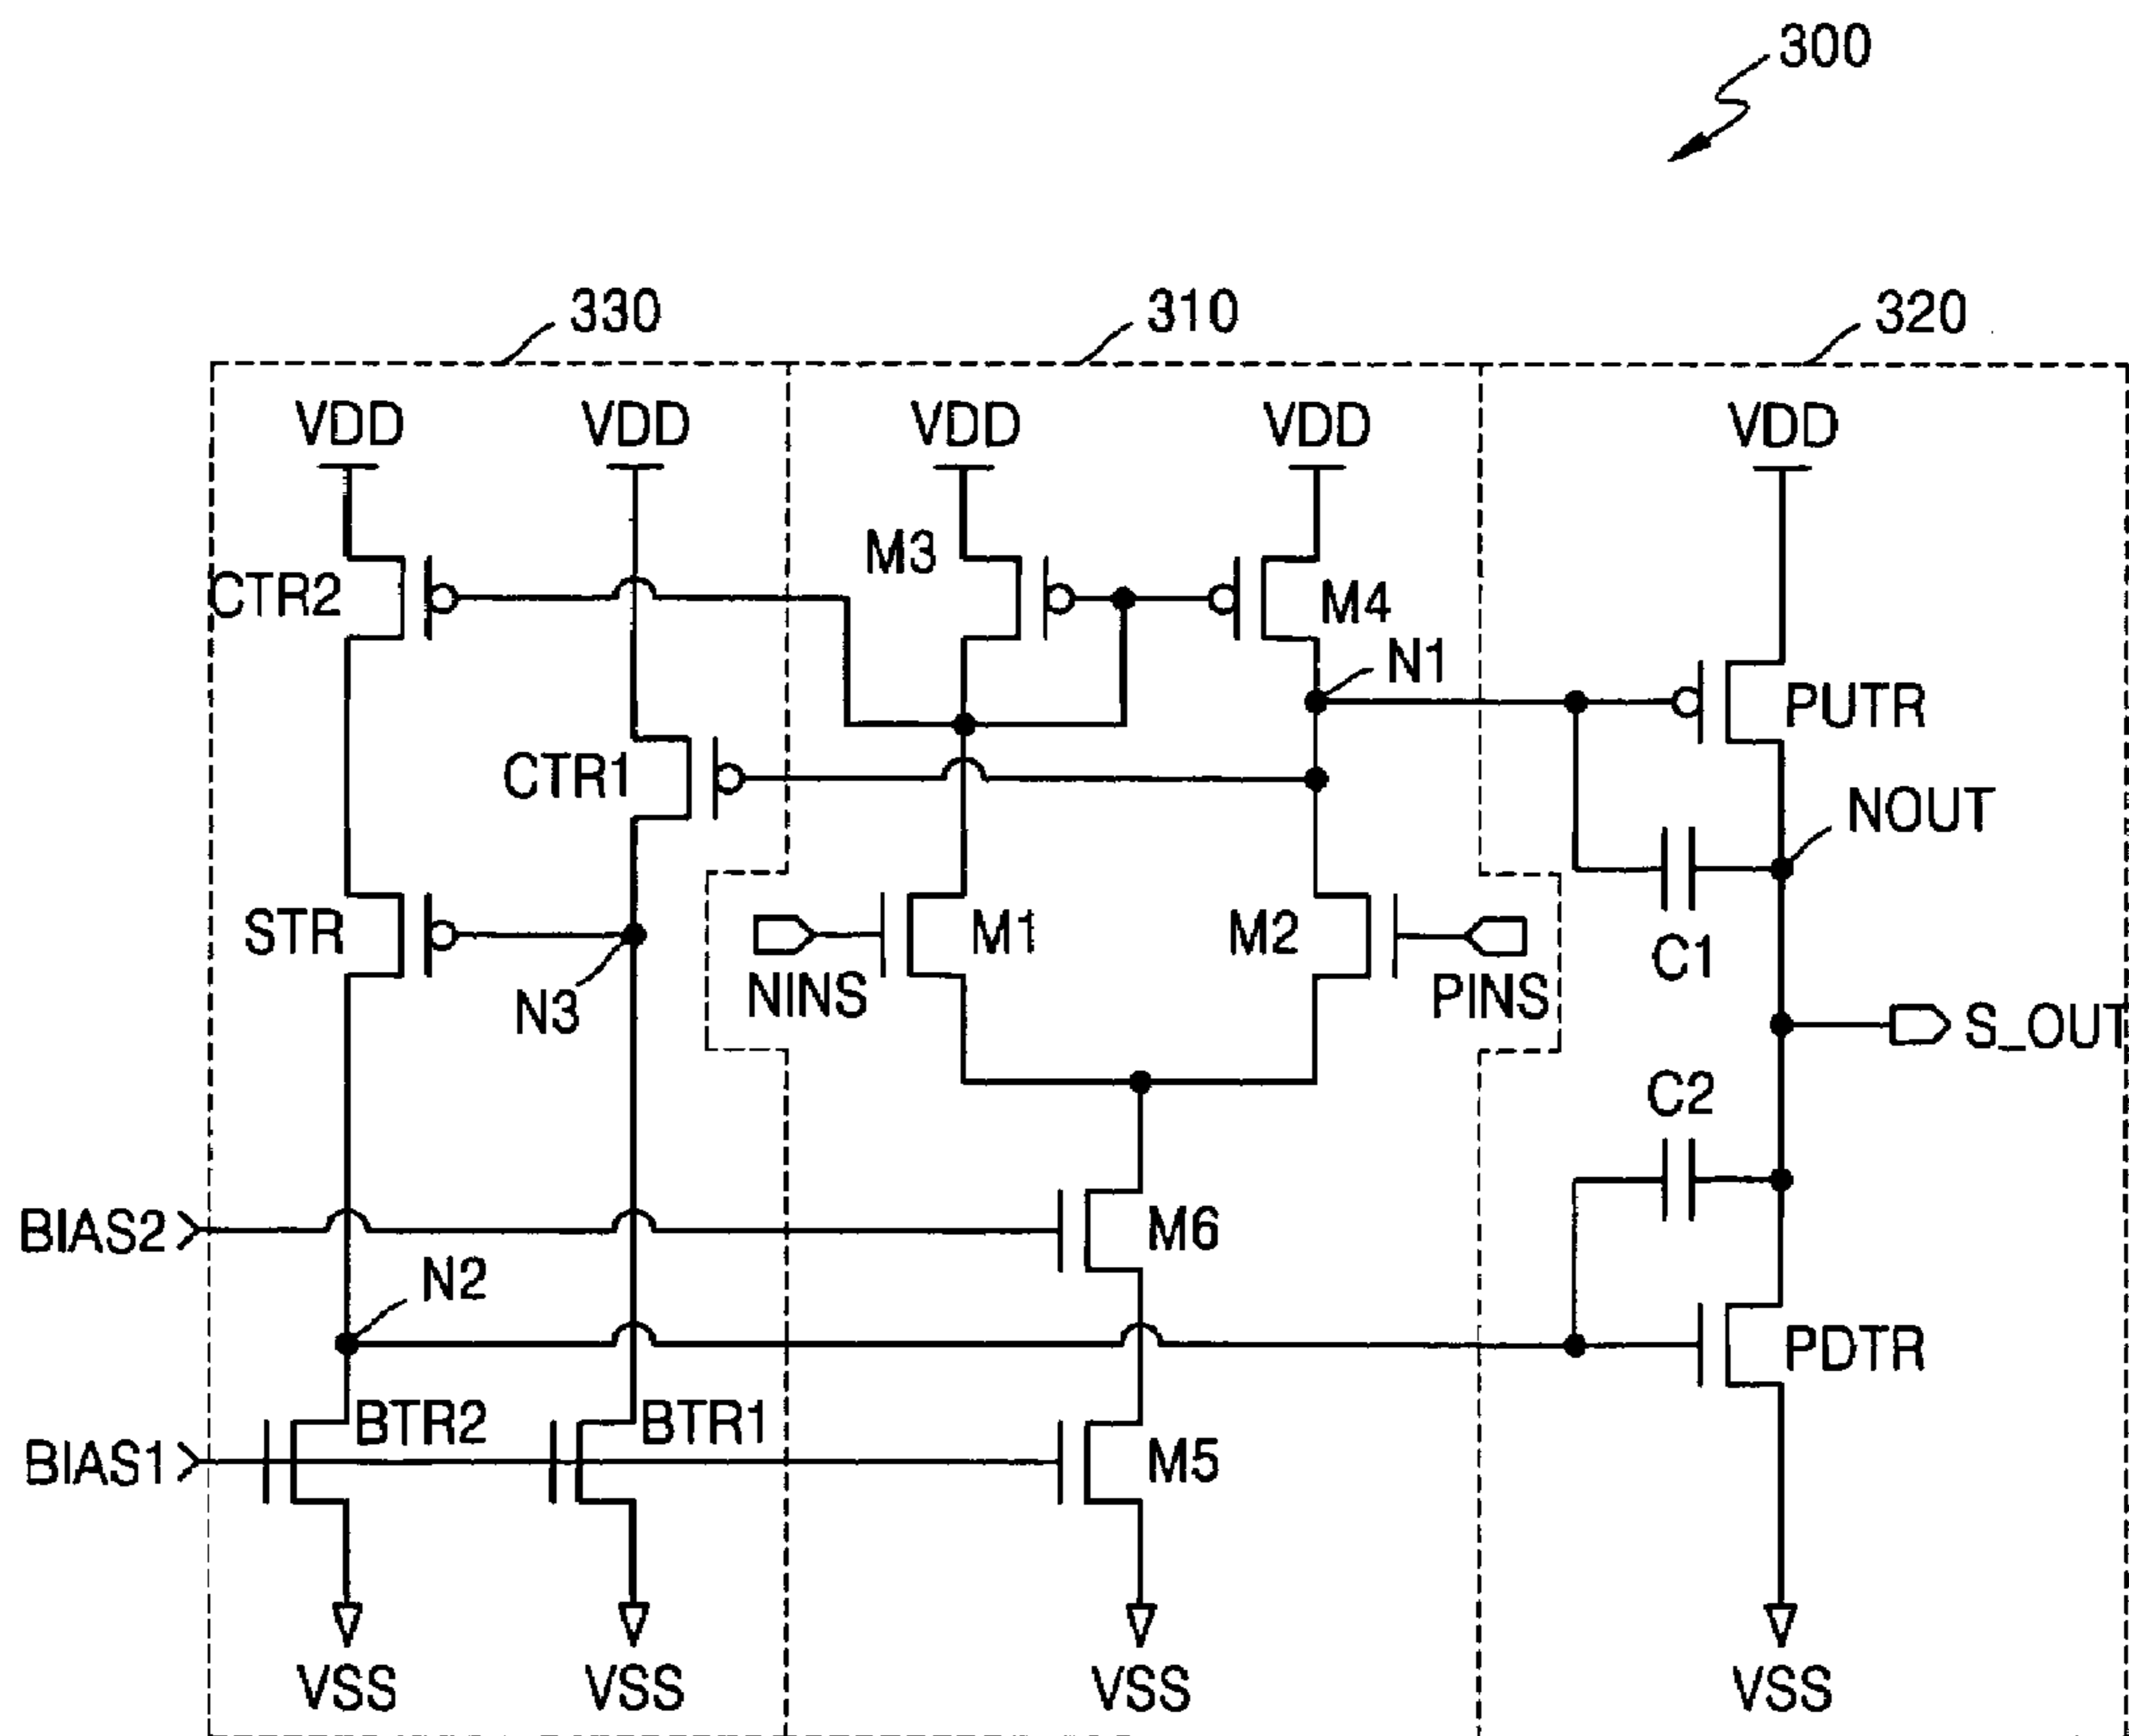 300
330
310
320
VDD
VDD
VDD
VDD
VDD
M3
CTR2
M4
N1
PUTR
CTR1
NOUT
STR
M1
M2
C1
NINS
PINS
N3
S_OUT
C2
BIAS2
M6
N2
PDTR
BTR2
BTR1
BIAS1
M5
VSS
VSS
VSS
VSS